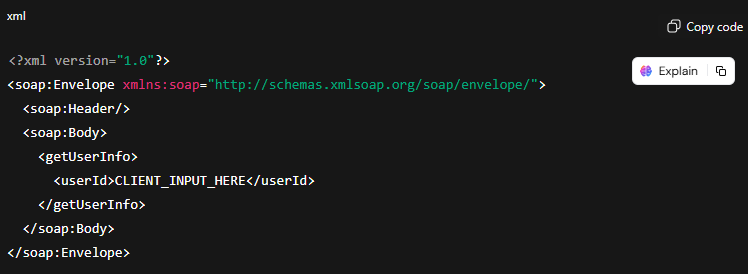 xml
Copy code
<?xml version="1.0"?>
Explain
<soap:Envelope xmlns:soap="http://schemas.xmlsoap.org/soap/envelope/">
  <soap:Header/>
  <soap:Body>
    <getUserInfo>
      <userId>CLIENT_INPUT_HERE</userId>
    </getUserInfo>
  </soap:Body>
</soap:Envelope>